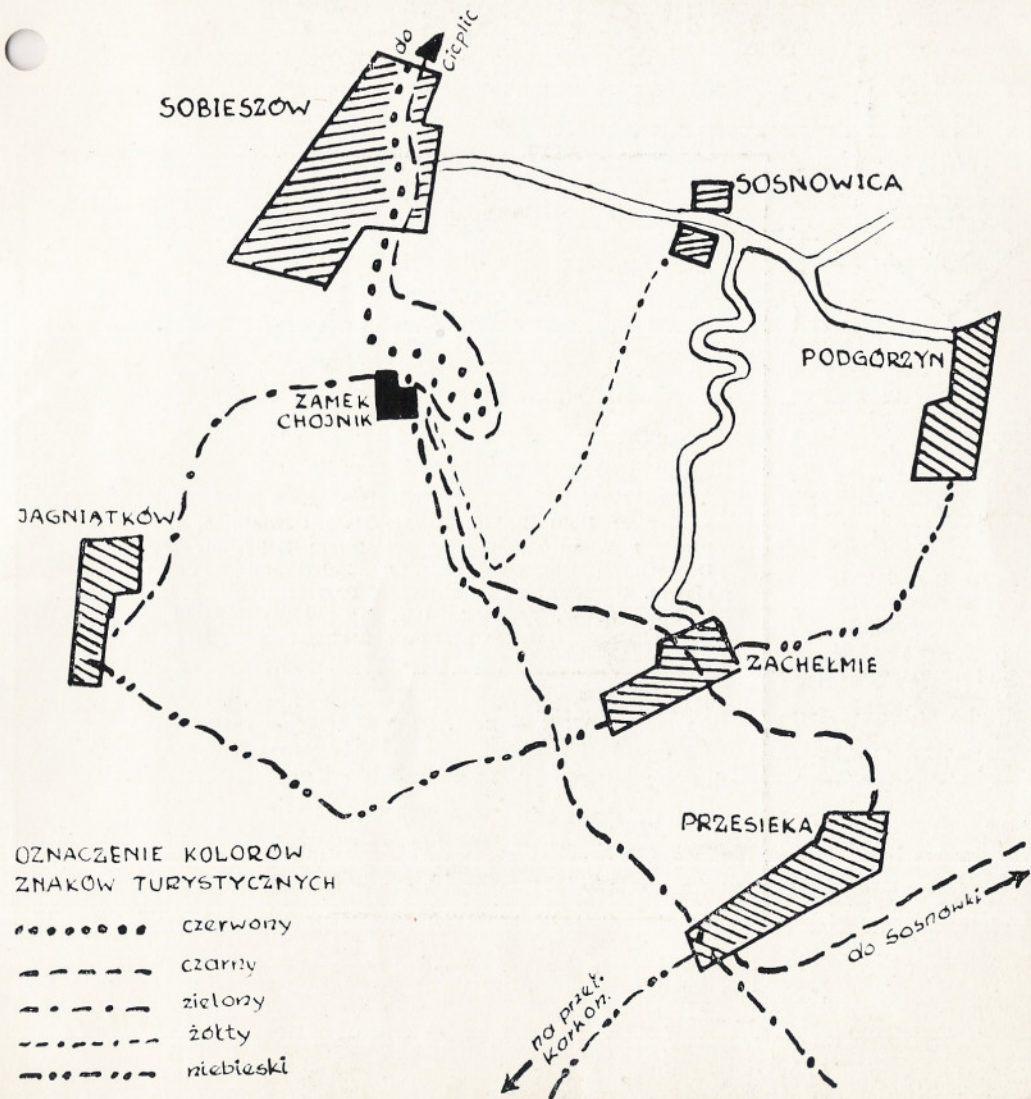 do
Cieplic
SOBIESZÓW
SOSNOWICA
PODGÓRZYN
ZAMEK
CHOJNIK
JAGNIĄTKÓW
ZACHEŁMIE
PRZESIEKA
OZNACZENIE KOLORÓW
ZNAKÓW TURYSTYCZNYCH
czerwony
czarny
zielony
żółty
niebieski
do Sosnówki
na przeł.
karkon.